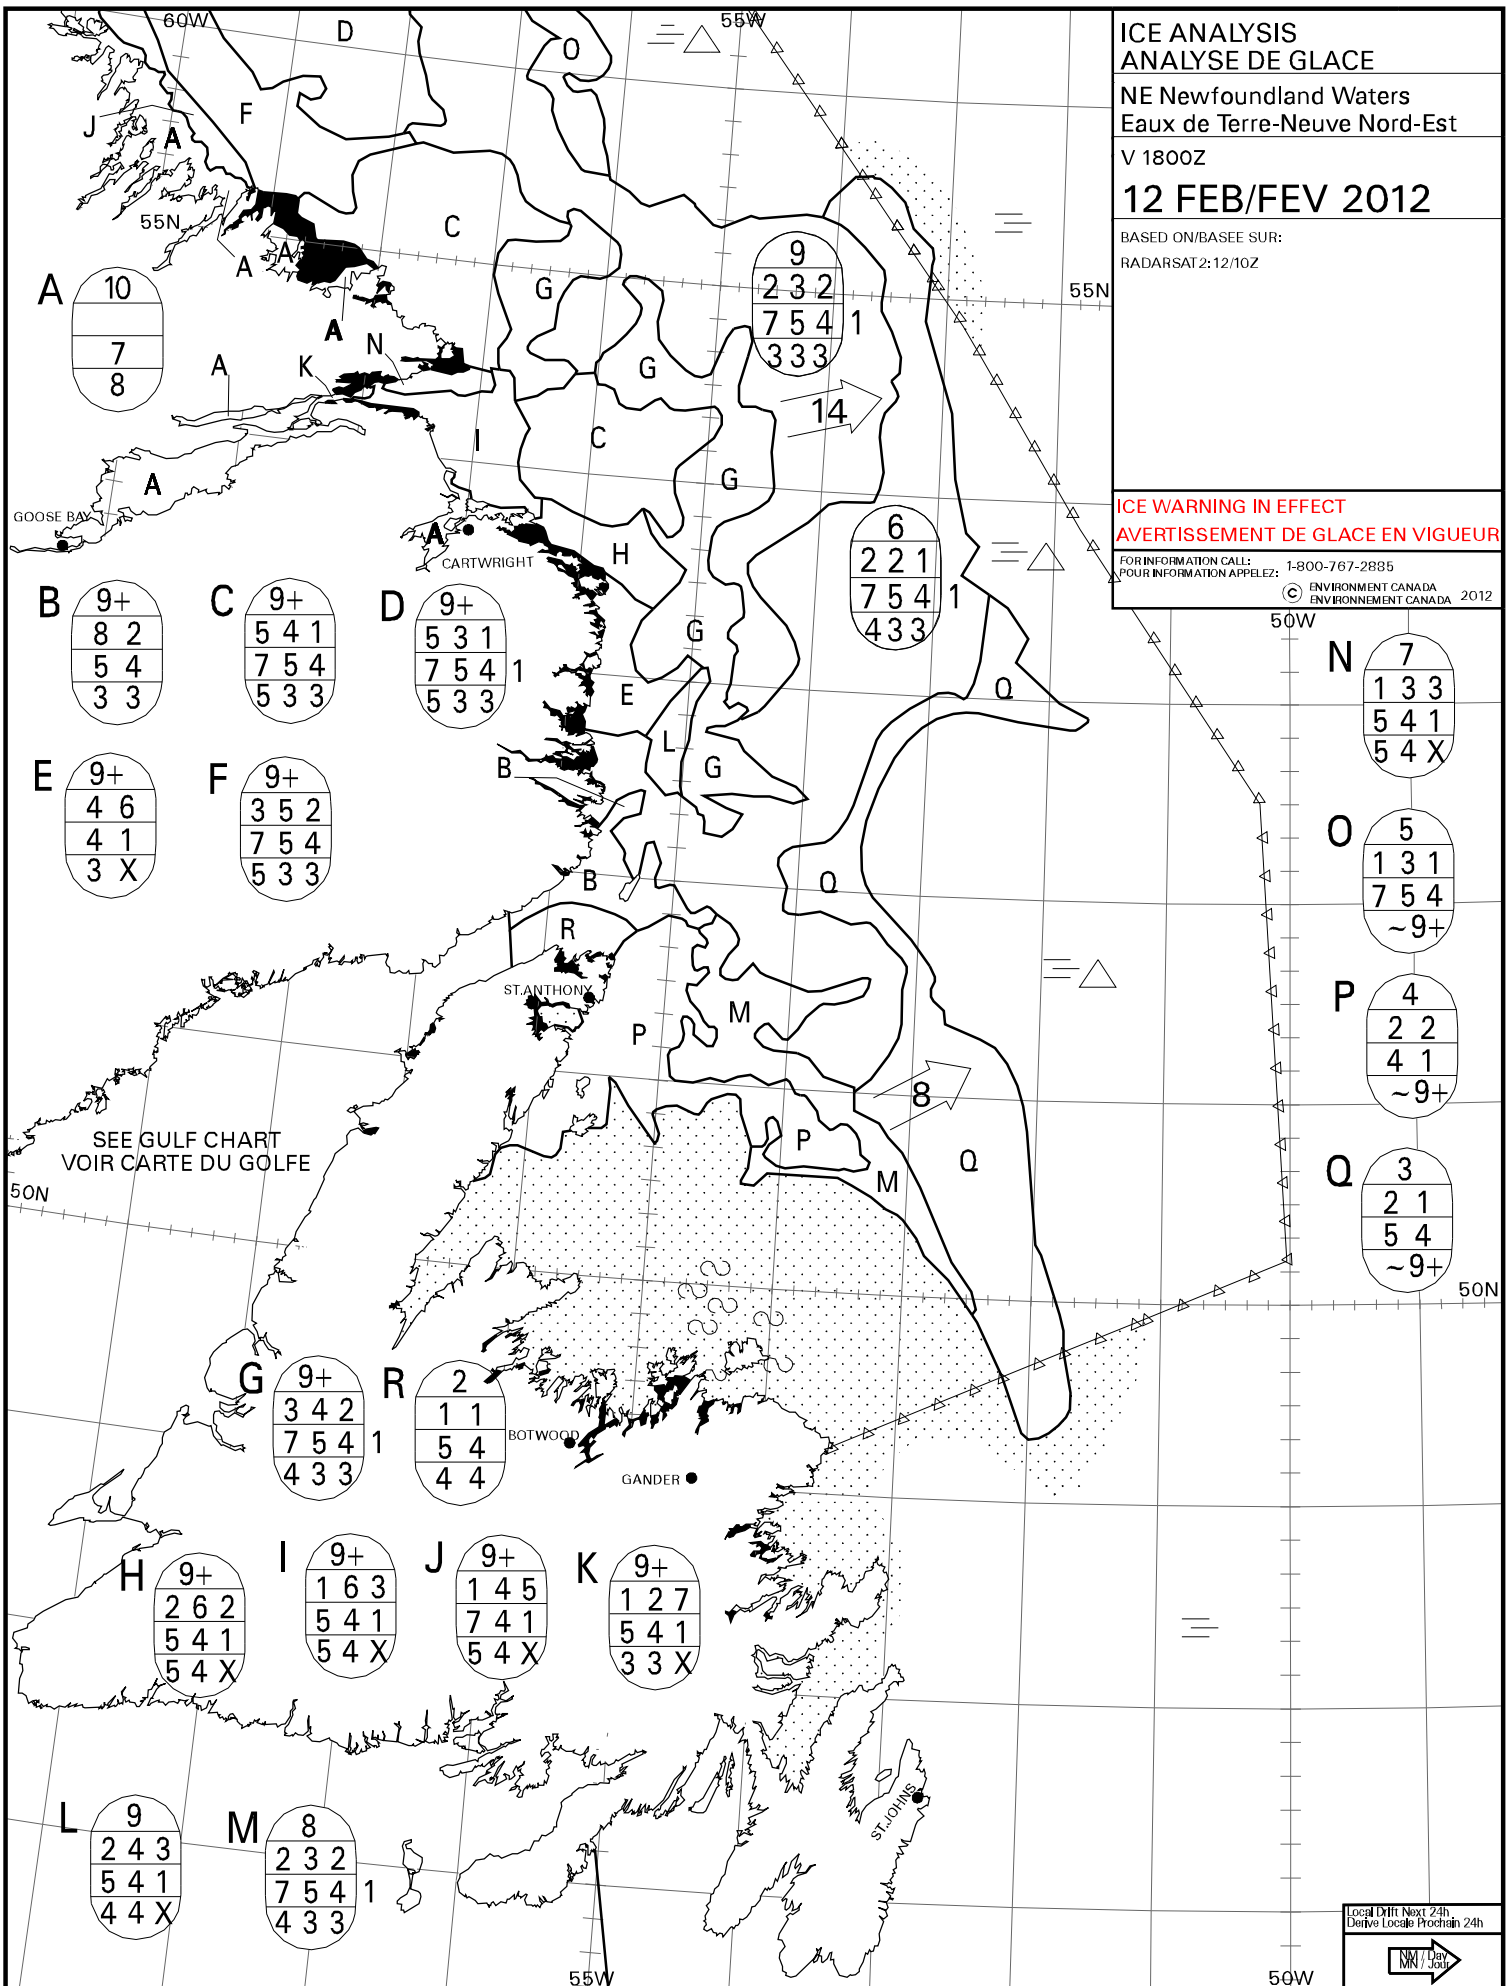 60W
55W
ICE ANALYSIS
ANALYSE DE GLACE
NE Newfoundland Waters
Eaux de Terre-Neuve Nord-Est
V 1800Z
12 FEB/FEV 2012
BASED ON/BASEE SUR:
RADARSAT2:12/10Z
ICE WARNING IN EFFECT
AVERTISSEMENT DE GLACE EN VIGUEUR
FOR INFORMATION CALL:
POUR INFORMATION APPELEZ: 1-800-767-2885
© ENVIRONMENT CANADA
ENVIRONNEMENT CANADA 2012
D
O
F
J
A
55N
A
A
C
G
A
N
K
A
G
C
I
G
A
A
H
G
E
L
G
B
B
Q
Q
R
P
M
P
M
Q
55N
50W
14
8
9
2 3 2
7 5 4 1
3 3 3
6
2 2 1
7 5 4 1
4 3 3
GOOSE BAY
CARTWRIGHT
ST.ANTHONY
SEE GULF CHART
VOIR CARTE DU GOLFE
50N
50N
BOTWOOD
GANDER
ST.JOHNS
A
10
7
8
B
9+
8 2
5 4
3 3
C
9+
5 4 1
7 5 4
5 3 3
D
9+
5 3 1
7 5 4 1
5 3 3
E
9+
4 6
4 1
3 X
F
9+
3 5 2
7 5 4
5 3 3
N
7
1 3 3
5 4 1
5 4 X
O
5
1 3 1
7 5 4
~9+
P
4
2 2
4 1
~9+
Q
3
2 1
5 4
~9+
G
9+
3 4 2
7 5 4 1
4 3 3
R
2
1 1
5 4
4 4
H
9+
2 6 2
5 4 1
5 4 X
I
9+
1 6 3
5 4 1
5 4 X
J
9+
1 4 5
7 4 1
5 4 X
K
9+
1 2 7
5 4 1
3 3 X
L
9
2 4 3
5 4 1
4 4 X
M
8
2 3 2
7 5 4 1
4 3 3
55W
50W
Local Drift Next 24h
Derive Locale Prochain 24h
NM / Day
MN / Jour